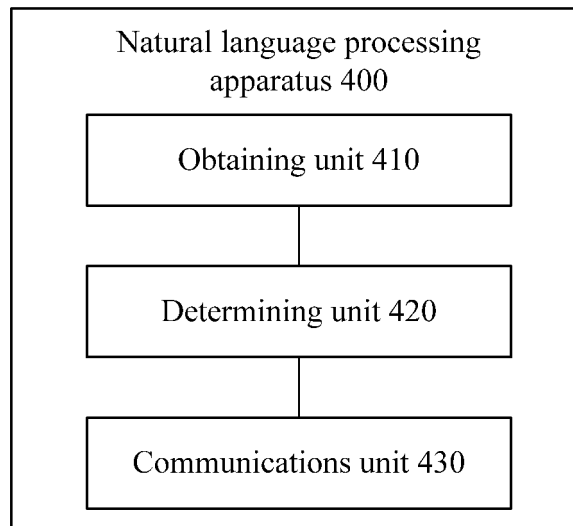 Natural language processing
apparatus 400
Obtaining unit 410
Determining unit 420
Communications unit 430